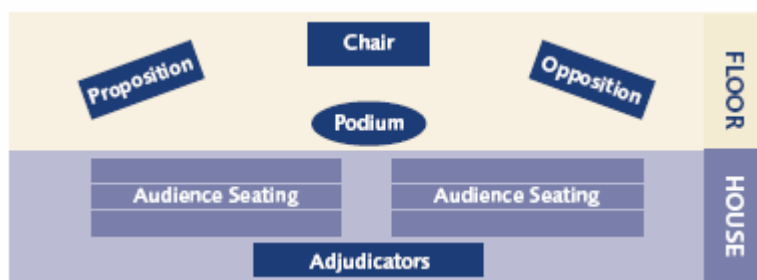 Chair
Proposition
Opposition
Podium
FLOOR
Audience Seating
Audience Seating
HOUSE
Adjudicators